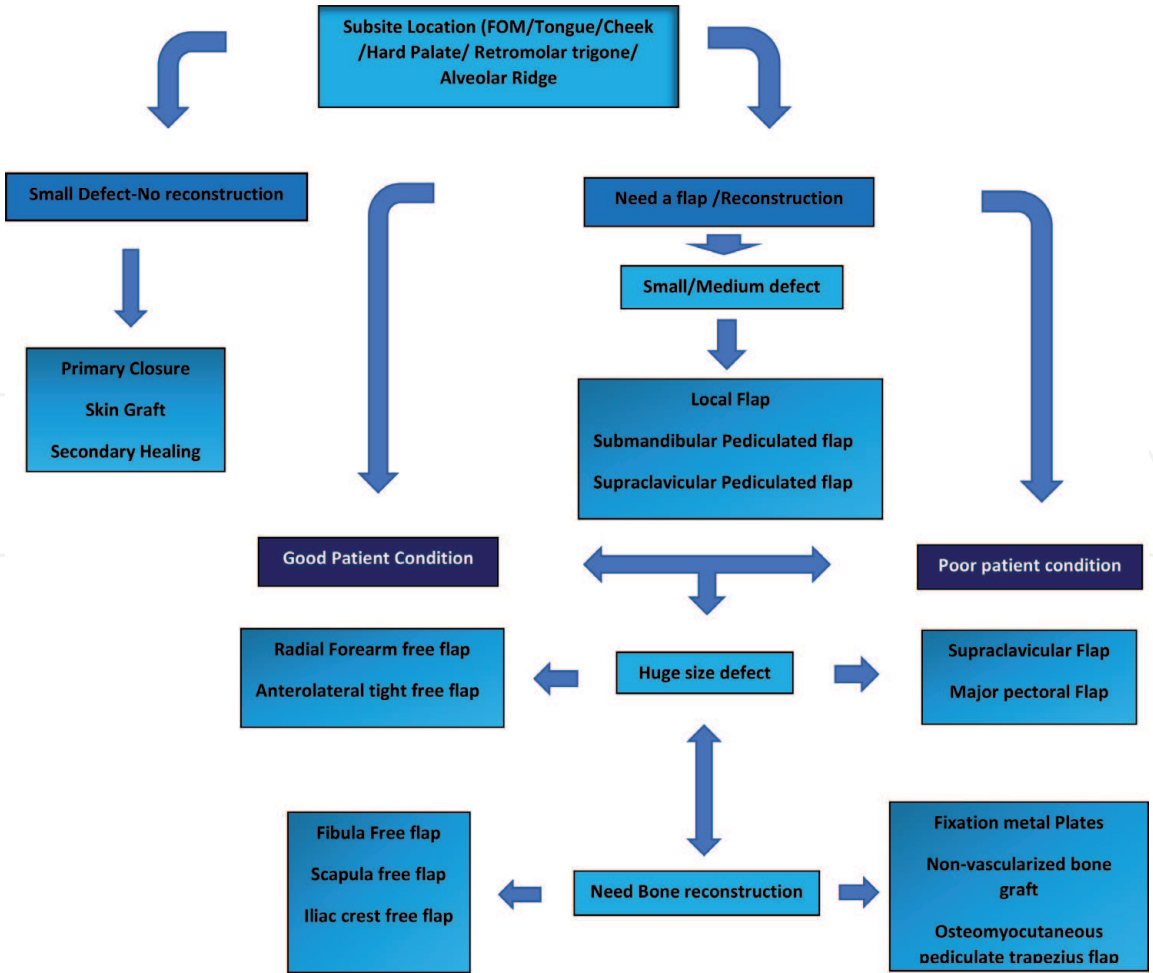 Subsite Location (FOM/Tongue/Cheek
/Hard Palate/ Retromolar trigone/
Alveolar Ridge
Small Defect-No reconstruction
Need a flap /Reconstruction
Small/Medium defect
Primary Closure
Skin Graft
Secondary Healing
Local Flap
Submandibular Pediculated flap
Supraclavicular Pediculated flap
Good Patient Condition
Poor patient condition
Radial Forearm free flap
Anterolateral tight free flap
Huge size defect
Supraclavicular Flap
Major pectoral Flap
Fibula Free flap
Scapula free flap
Iliac crest free flap
Need Bone reconstruction
Fixation metal Plates
Non-vascularized bone
graft
Osteomyocutaneous
pediculate trapezius flap